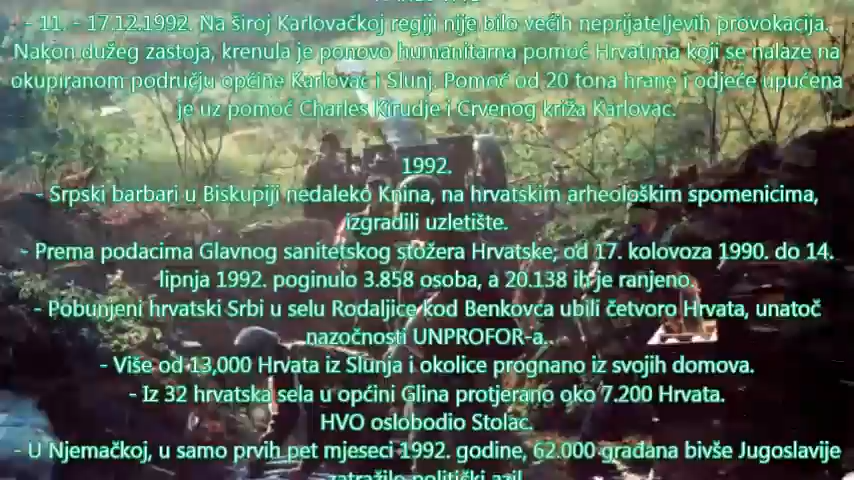 - 11. - 17.12.1992. Na široj Karlovačkoj regiji nije bilo većih neprijateljevih provokacija.
Nakon dužeg zastoja, krenula je ponovo humanitarna pomoć Hrvatima koji se nalaze na
okupiranom području općine Karlovac i Slunj. Pomoć od 20 tona hrane i odjeće upućena
je uz pomoć Charles Kirudje i Crvenog križa Karlovac.
1992.
- Srpski barbari u Biskupiji nedaleko Knina, na hrvatskim arheološkim spomenicima,
izgradili uzletište.
- Prema podacima Glavnog sanitetskog stožera Hrvatske, od 17. kolovoza 1990. do 14.
lipnja 1992. poginulo 3.858 osoba, a 20.138 ih je ranjeno.
- Pobunjeni hrvatski Srbi u selu Rodaljice kod Benkovca ubili četvoro Hrvata, unatoč
nazočnosti UNPROFOR-a..
- Više od 13,000 Hrvata iz Slunja i okolice prognano iz svojih domova.
- Iz 32 hrvatska sela u općini Glina protjerano oko 7.200 Hrvata.
HVO oslobodio Stolac.
- U Njemačkoj, u samo prvih pet mjeseci 1992. godine, 62.000 građana bivše Jugoslavije
zatražilo politički azil